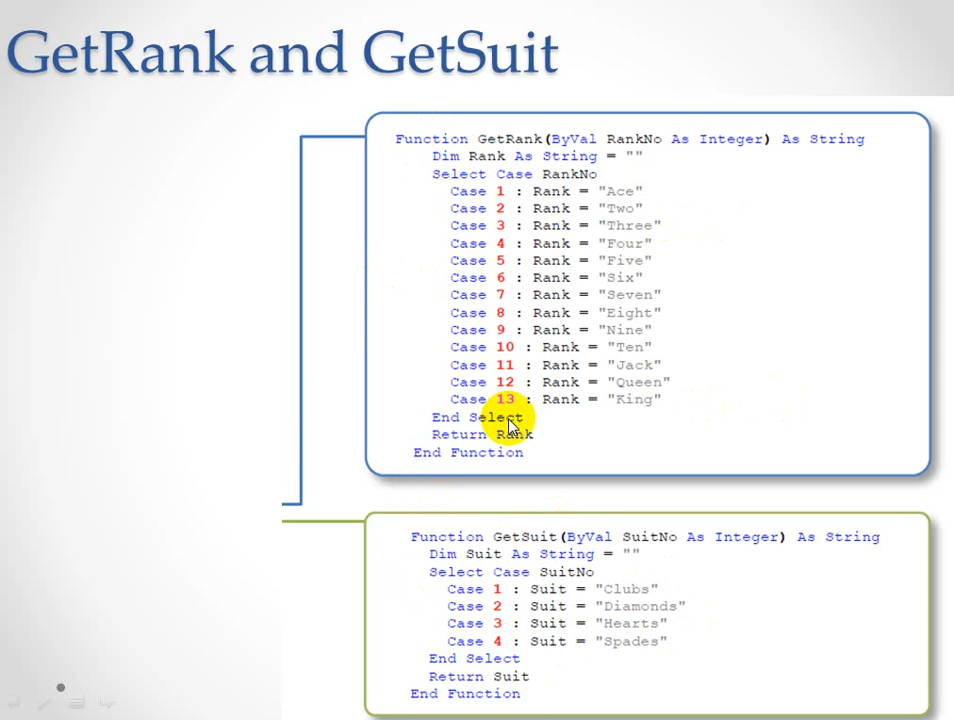 GetRank and GetSuit
Function GetRank(ByVal RankNo As Integer) As String
Dim Rank As String = ""
Select Case RankNo
Case 1 : Rank = "Ace"
Case 2 : Rank = "Two"
Case 3 : Rank = "Three"
Case 4 : Rank = "Four"
Case 5 : Rank = "Five"
Case 6 : Rank = "Six"
Case 7 : Rank = "Seven"
Case 8 : Rank = "Eight"
Case 9 : Rank = "Nine"
Case 10 : Rank = "Ten"
Case 11 : Rank = "Jack"
Case 12 : Rank = "Queen"
Case 13 : Rank = "King"
End Select
Return Rank
End Function
Function GetSuit(ByVal SuitNo As Integer) As String
Dim Suit As String = ""
Select Case SuitNo
Case 1 : Suit = "Clubs"
Case 2 : Suit = "Diamonds"
Case 3 : Suit = "Hearts"
Case 4 : Suit = "Spades"
End Select
Return Suit
End Function